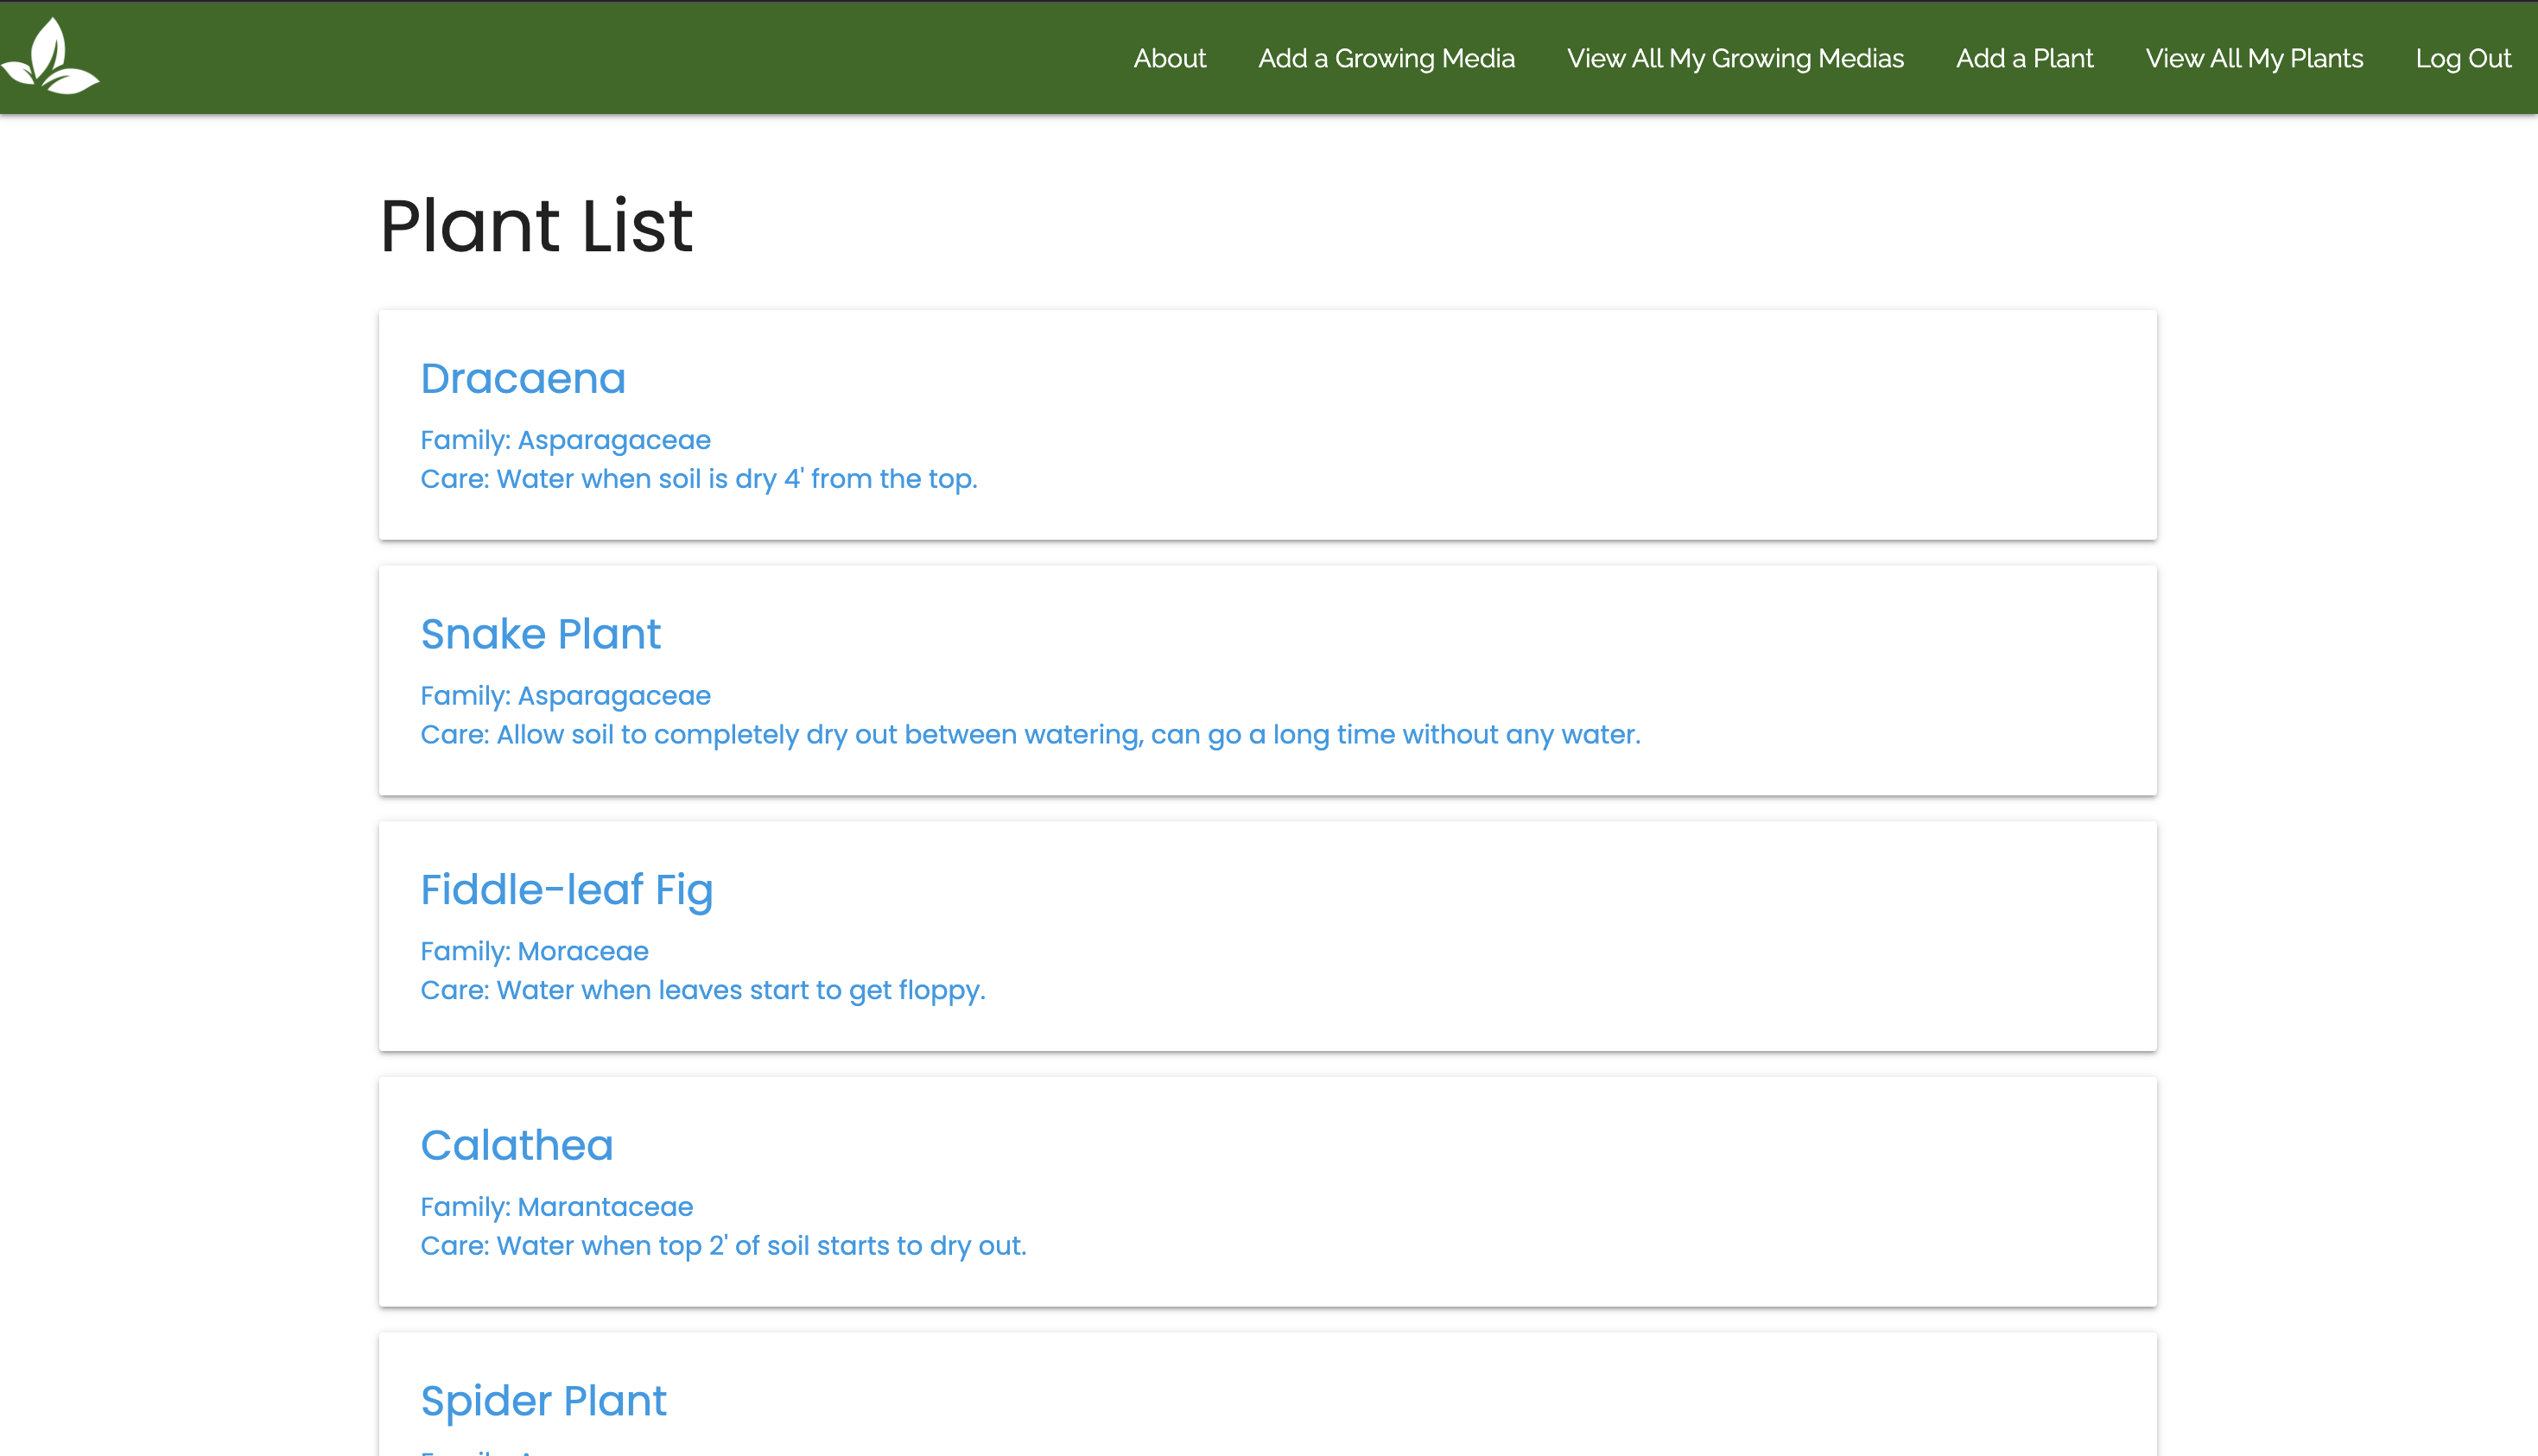 About Add a Growing Media View All My Growing Medias Add a Plant View All My Plants Log Out
Plant List
Dracaena
Family: Asparagaceae
Care: Water when soil is dry 4' from the top.
Snake Plant
Family: Asparagaceae
Care: Allow soil to completely dry out between watering, can go a long time without any water.
Fiddle-leaf Fig
Family: Moraceae
Care: Water when leaves start to get floppy.
Calathea
Family: Marantaceae
Care: Water when top 2' of soil starts to dry out.
Spider Plant